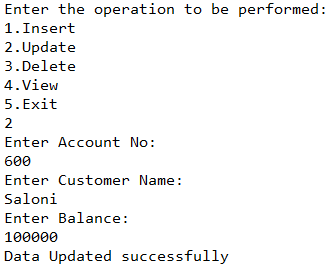 Enter the operation to be performed:
1.Insert
2.Update
3.Delete
4.View
5.Exit
2
Enter Account No:
600
Enter Customer Name:
Saloni
Enter Balance:
100000
Data Updated successfully